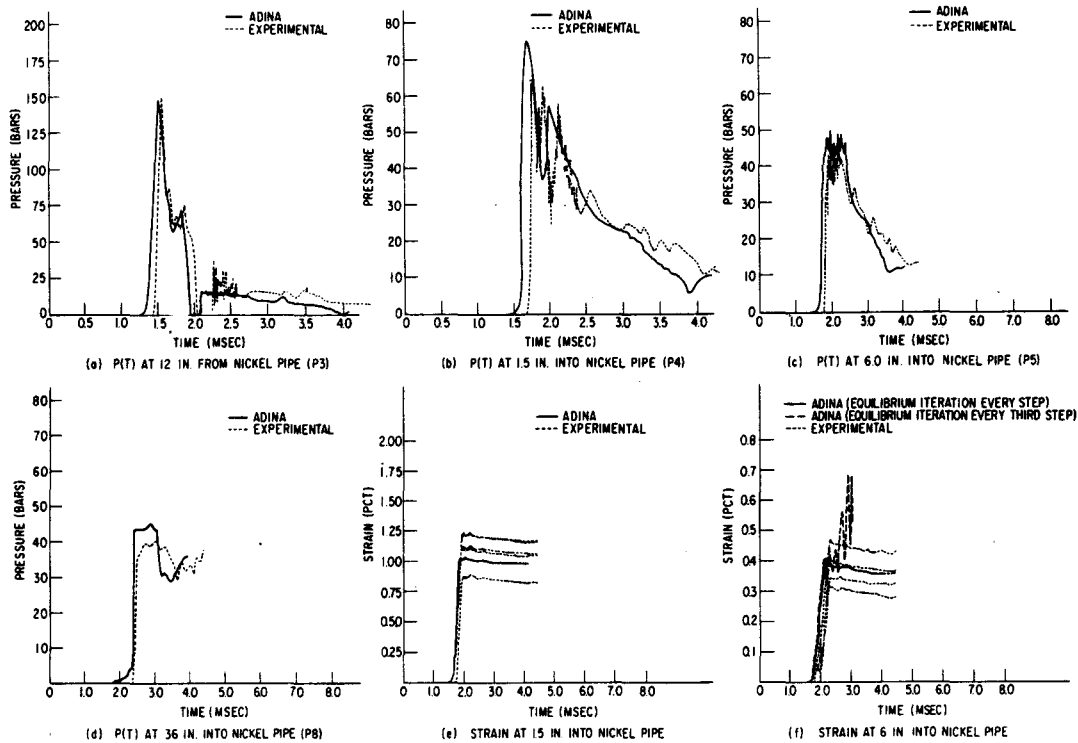 ADINA
EXPERIMENTAL
PRESSURE (BARS)
200
175
150
125
100
75
50
25
0
0 0.5 1.0 1.5 2.0 2.5 3.0 3.5 4.0
TIME (MSEC)
(a) P(T) AT 12 IN. FROM NICKEL PIPE (P3)
ADINA
EXPERIMENTAL
PRESSURE (BARS)
80
70
60
50
40
30
20
10
0
0 0.5 1.0 1.5 2.0 2.5 3.0 3.5 4.0
TIME (MSEC)
(b) P(T) AT 1.5 IN. INTO NICKEL PIPE (P4)
ADINA
EXPERIMENTAL
PRESSURE (BARS)
80
70
60
50
40
30
20
10
0
0 1.0 2.0 3.0 4.0 5.0 6.0 7.0 8.0
TIME (MSEC)
(c) P(T) AT 6.0 IN. INTO NICKEL PIPE (P5)
ADINA
EXPERIMENTAL
PRESSURE (BARS)
80
70
60
50
40
30
20
10
0 1.0 2.0 3.0 4.0 5.0 6.0 7.0 8.0
TIME (MSEC)
(d) P(T) AT 36 IN. INTO NICKEL PIPE (P8)
ADINA
EXPERIMENTAL
STRAIN (PCT)
2.00
1.75
1.50
1.25
1.00
0.75
0.50
0.25
0 1.0 2.0 3.0 4.0 5.0 6.0 7.0 8.0
TIME (MSEC)
(e) STRAIN AT 1.5 IN. INTO NICKEL PIPE
ADINA (EQUILIBRIUM ITERATION EVERY STEP)
ADINA (EQUILIBRIUM ITERATION EVERY THIRD STEP)
EXPERIMENTAL
STRAIN (PCT)
0.8
0.7
0.6
0.5
0.4
0.3
0.2
0.1
0 1.0 2.0 3.0 4.0 5.0 6.0 7.0 8.0
TIME (MSEC)
(f) STRAIN AT 6 IN. INTO NICKEL PIPE